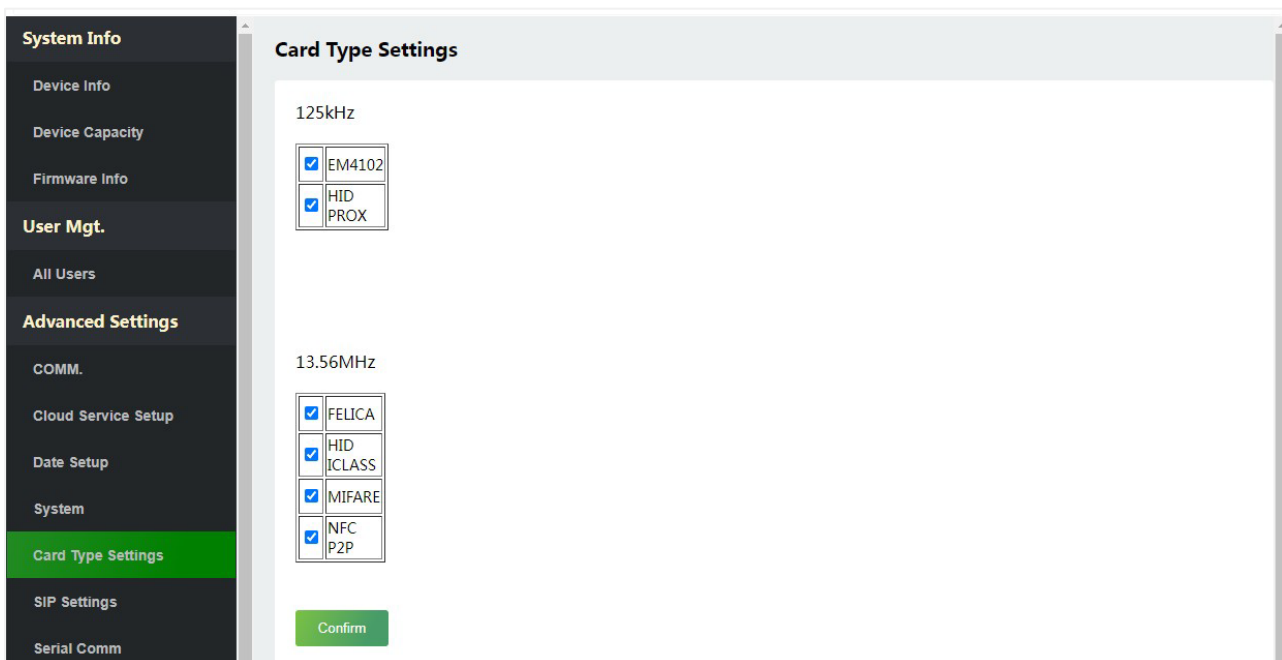 System Info
Device Info
Device Capacity
Firmware Info
User Mgt.
All Users
Advanced Settings
COMM.
Cloud Service Setup
Date Setup
System
Card Type Settings
SIP Settings
Serial Comm
Card Type Settings
125kHz
EM4102
HID
PROX
13.56MHz
FELICA
HID
ICLASS
MIFARE
NFC
P2P
Confirm